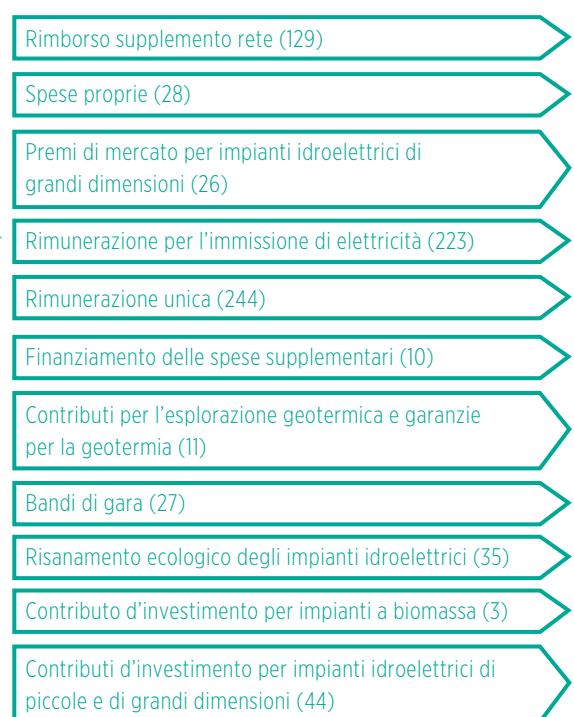 Rimborso supplemento rete (129)
Spese proprie (28)
Premi di mercato per impianti idroelettrici di
grandi dimensioni (26)
Rimunerazione per l'immissione di elettricità (223)
Rimunerazione unica (244)
Finanziamento delle spese supplementari (10)
Contributi per l'esplorazione geotermica e garanzie
per la geotermia (11)
Bandi di gara (27)
Risanamento ecologico degli impianti idroelettrici (35)
Contributo d'investimento per impianti a biomassa (3)
Contributi d'investimento per impianti idroelettrici di
piccole e di grandi dimensioni (44)